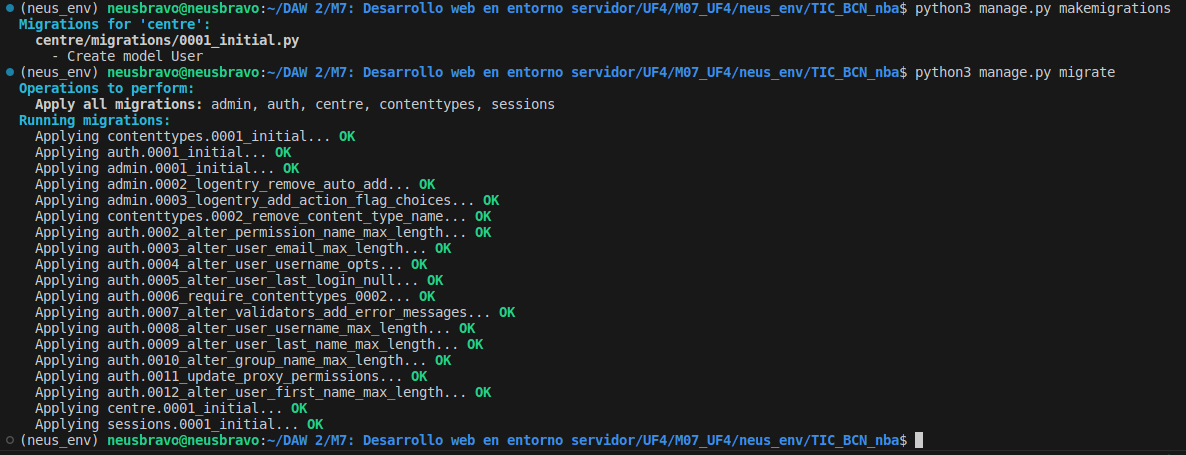 (neus_env) neusbravo@neusbravo:~/DAW 2/M7: Desarrollo web en entorno servidor/UF4/M07_UF4/neus_env/TIC_BCN_nba$ python3 manage.py makemigrations
Migrations for 'centre':
centre/migrations/0001_initial.py
- Create model User
(neus_env) neusbravo@neusbravo:~/DAW 2/M7: Desarrollo web en entorno servidor/UF4/M07_UF4/neus_env/TIC_BCN_nba$ python3 manage.py migrate
Operations to perform:
Apply all migrations: admin, auth, centre, contenttypes, sessions
Running migrations:
Applying contenttypes.0001_initial... OK
Applying auth.0001_initial... OK
Applying admin.0001_initial... OK
Applying admin.0002_logentry_remove_auto_add... OK
Applying admin.0003_logentry_add_action_flag_choices... OK
Applying contenttypes.0002_remove_content_type_name... OK
Applying auth.0002_alter_permission_name_max_length... OK
Applying auth.0003_alter_user_email_max_length... OK
Applying auth.0004_alter_user_username_opts... OK
Applying auth.0005_alter_user_last_login_null... OK
Applying auth.0006_require_contenttypes_0002... OK
Applying auth.0007_alter_validators_add_error_messages... OK
Applying auth.0008_alter_user_username_max_length... OK
Applying auth.0009_alter_user_last_name_max_length... OK
Applying auth.0010_alter_group_name_max_length... OK
Applying auth.0011_update_proxy_permissions... OK
Applying auth.0012_alter_user_first_name_max_length... OK
Applying centre.0001_initial... OK
Applying sessions.0001_initial... OK
(neus_env) neusbravo@neusbravo:~/DAW 2/M7: Desarrollo web en entorno servidor/UF4/M07_UF4/neus_env/TIC_BCN_nba$